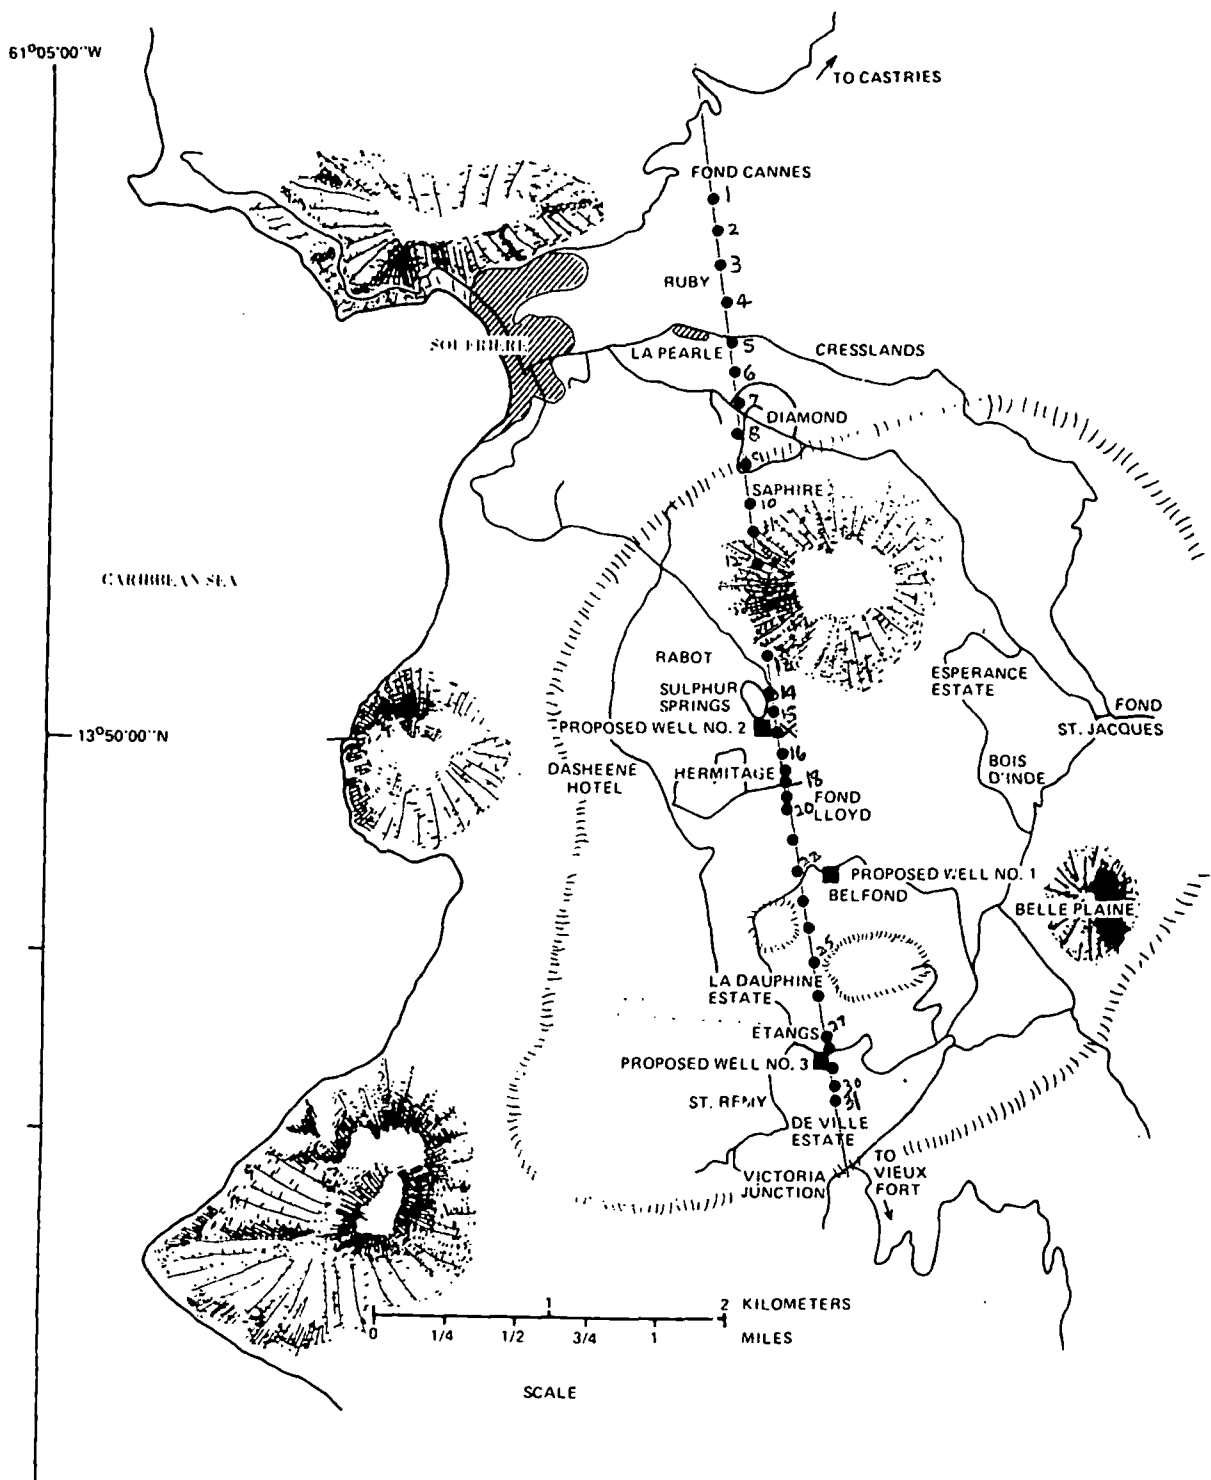 61°05'00''W
TO CASTRIES
FOND CANNES
1
2
3
RUBY
4
SOUFRIERE
5
LA PEARLE
CRESSLANDS
6
7
DIAMOND
8
9
SAPHIRE
10
CARIBBEAN SEA
RABOT
ESPERANCE
ESTATE
SULPHUR
SPRINGS
14
15
PROPOSED WELL NO. 2
FOND
ST. JACQUES
13°50'00''N
16
BOIS
D'INDE
DASHEENE
HOTEL
HERMITAGE
18
FOND
LLOYD
20
22
PROPOSED WELL NO. 1
BELFOND
BELLE PLAINE
25
LA DAUPHINE
ESTATE
27
ETANGS
PROPOSED WELL NO. 3
30
31
ST. REMY
DE VILLE
ESTATE
VICTORIA
JUNCTION
TO
VIEUX
FORT
1 2 KILOMETERS
0 1/4 1/2 3/4 1 MILES
SCALE